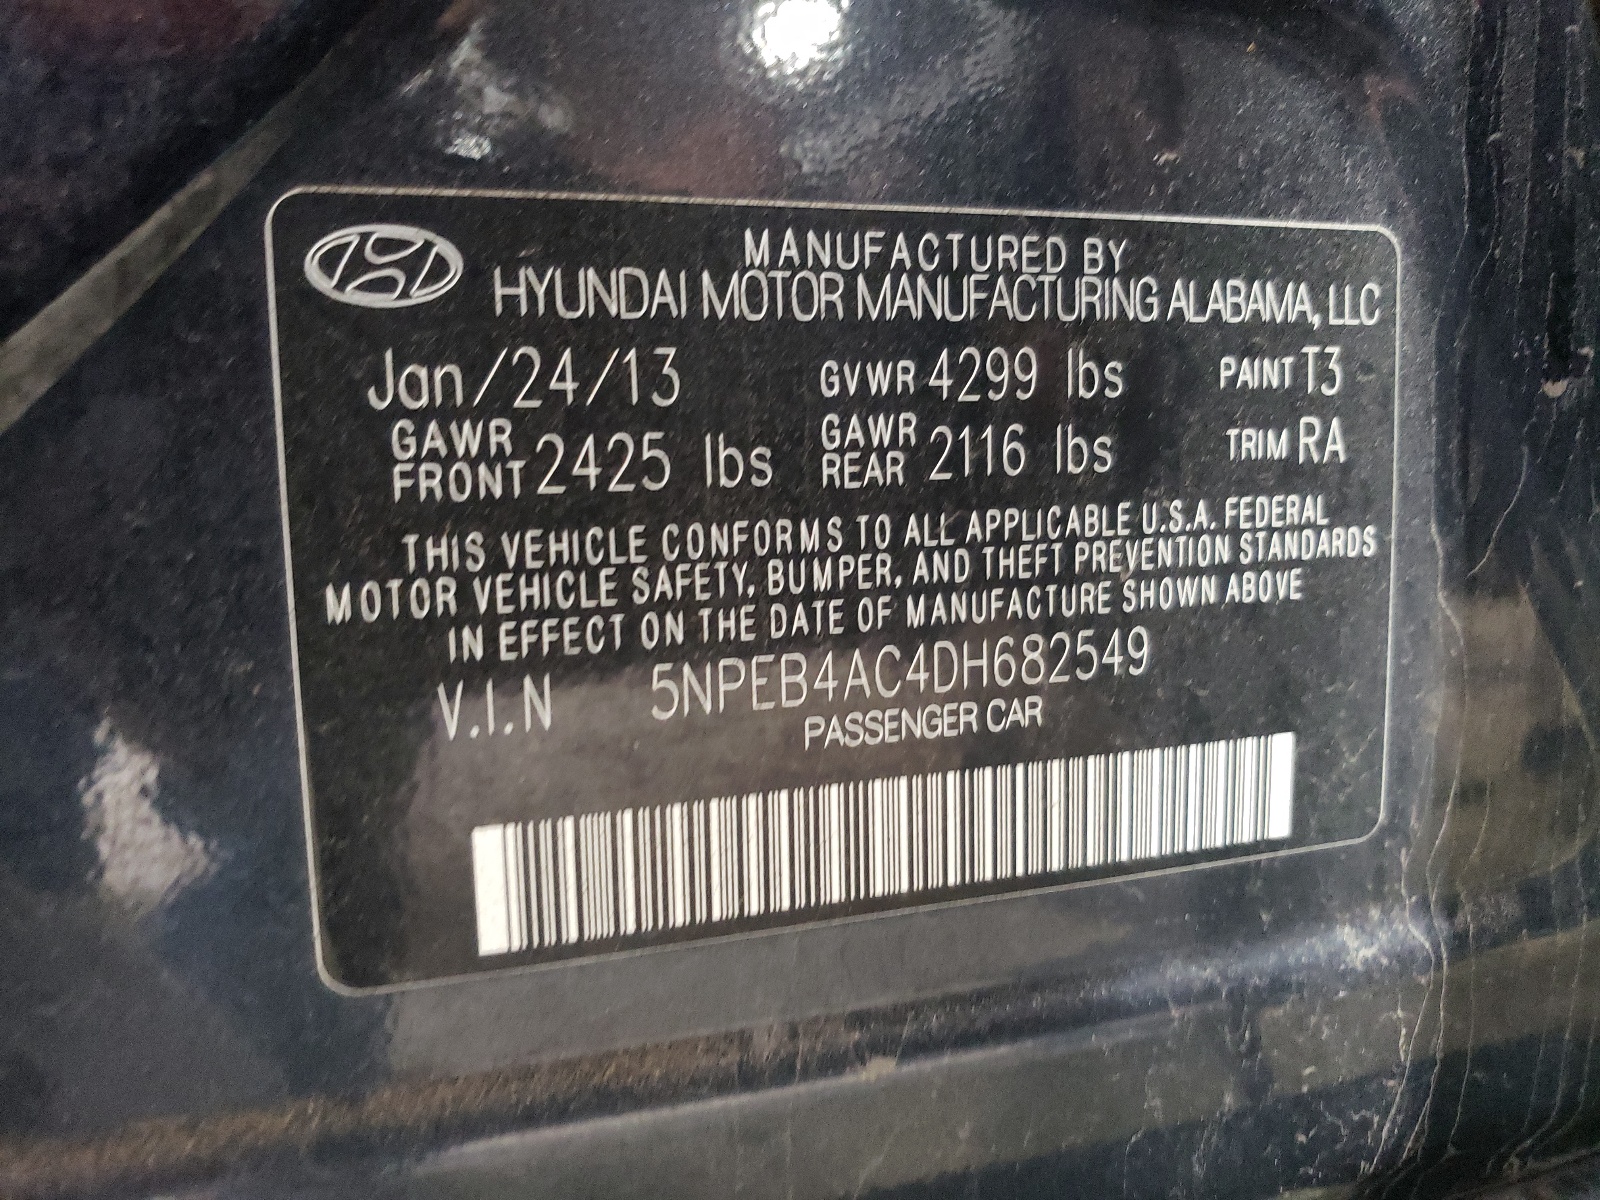 MANUFACTURED BY
HYUNDAI MOTOR MANUFACTURING ALABAMA, LLC
Jan/24/13 GVWR 4299 lbs PAINT T3
GAWR FRONT 2425 lbs GAWR REAR 2116 lbs TRIM RA
THIS VEHICLE CONFORMS TO ALL APPLICABLE U.S.A. FEDERAL
MOTOR VEHICLE SAFETY, BUMPER, AND THEFT PREVENTION STANDARDS
IN EFFECT ON THE DATE OF MANUFACTURE SHOWN ABOVE
V.I.N 5NPEB4AC4DH682549
PASSENGER CAR